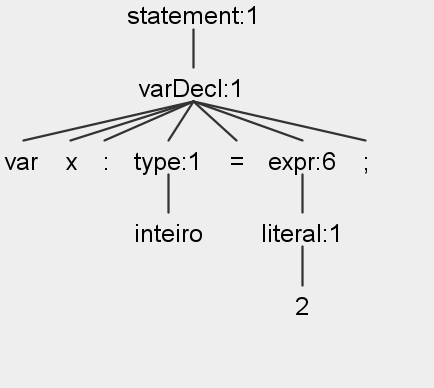 statement:1
varDecl:1
var x : type:1 = expr:6 ;
inteiro literal:1
2